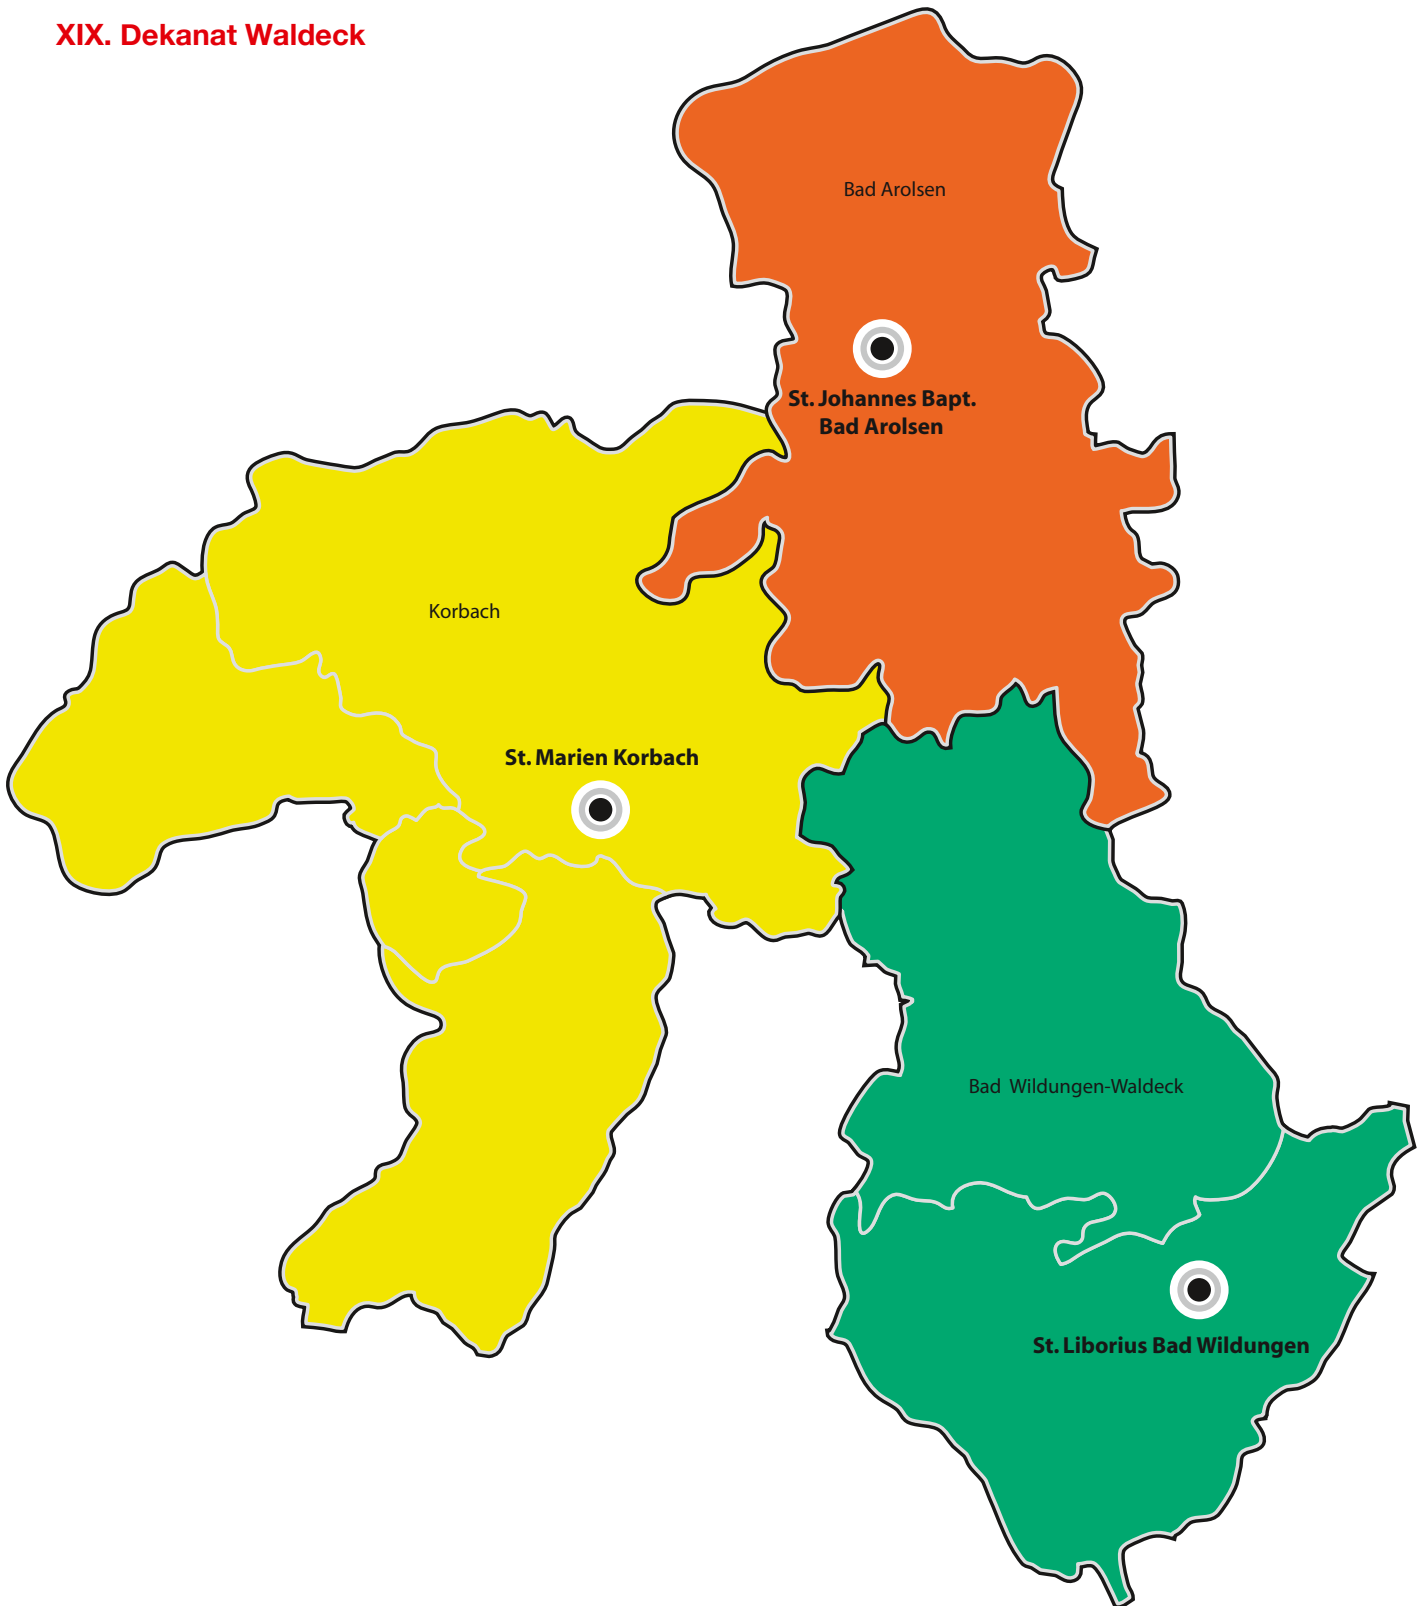 XIX. Dekanat Waldeck
Bad Arolsen
St. Johannes Bapt.
Bad Arolsen
Korbach
St. Marien Korbach
Bad Wildungen-Waldeck
St. Liborius Bad Wildungen